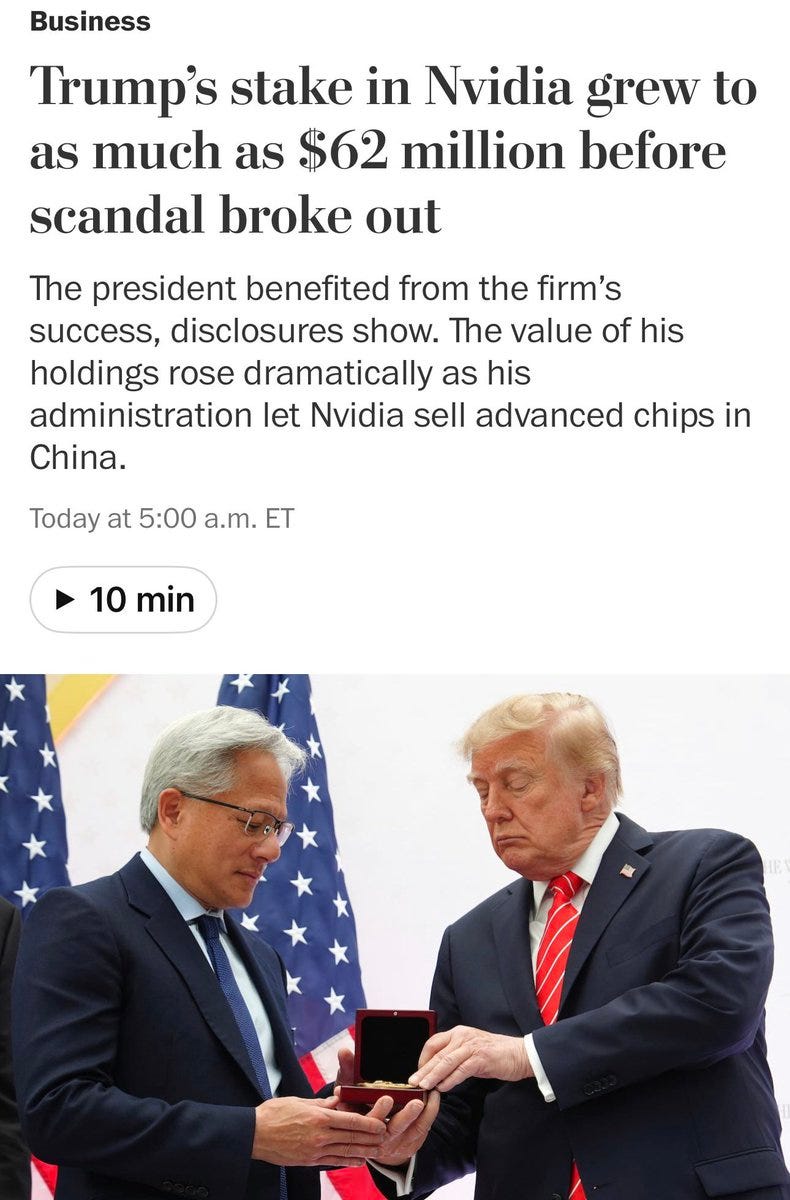 Business
Trump’s stake in Nvidia grew to
as much as $62 million before
scandal broke out
The president benefited from the firm’s
success, disclosures show. The value of his
holdings rose dramatically as his
administration let Nvidia sell advanced chips in
China.
Today at 5:00 a.m. ET
10 min